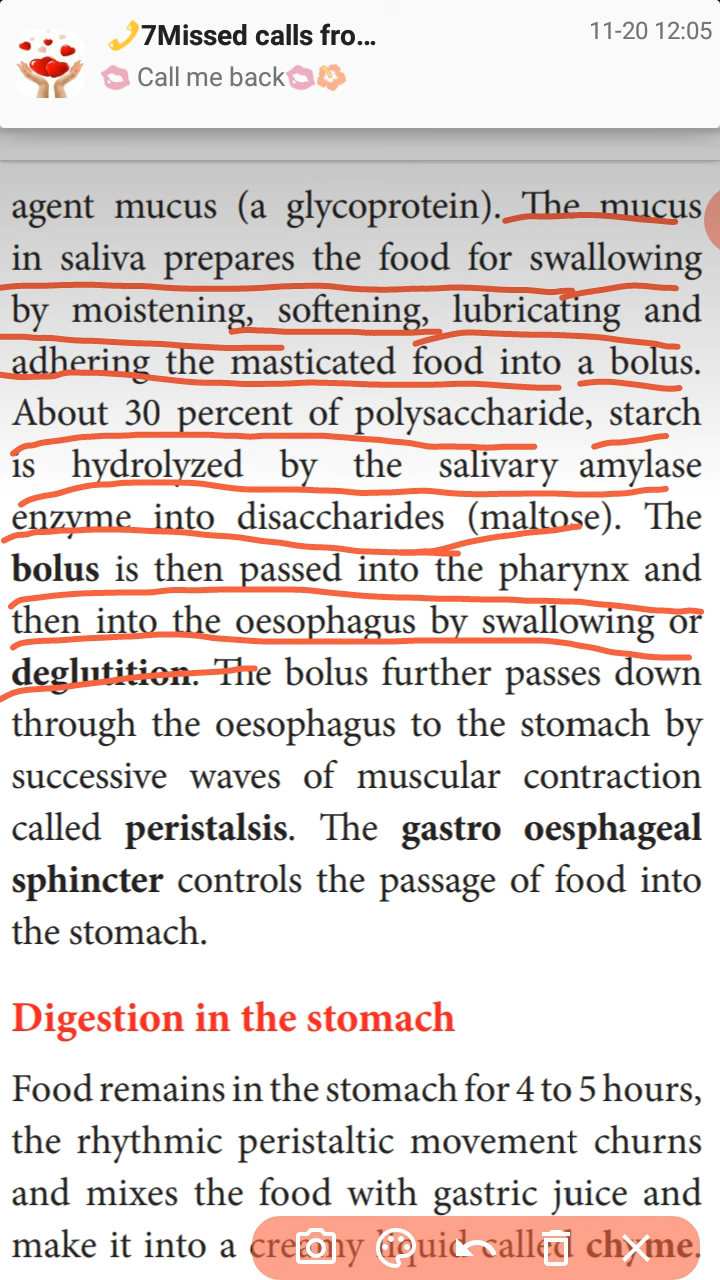 7Missed calls fro...
11-20 12:05
Call me back
agent mucus (a glycoprotein). The mucus
in saliva prepares the food for swallowing
by moistening, softening, lubricating and
adhering the masticated food into a bolus.
About 30 percent of polysaccharide, starch
is hydrolyzed by the salivary amylase
enzyme into disaccharides (maltose). The
bolus is then passed into the pharynx and
then into the oesophagus by swallowing or
deglutition. The bolus further passes down
through the oesophagus to the stomach by
successive waves of muscular contraction
called peristalsis. The gastro oesphageal
sphincter controls the passage of food into
the stomach.
Digestion in the stomach
Food remains in the stomach for 4 to 5 hours,
the rhythmic peristaltic movement churns
and mixes the food with gastric juice and
make it into a creamy liquid called chyme.